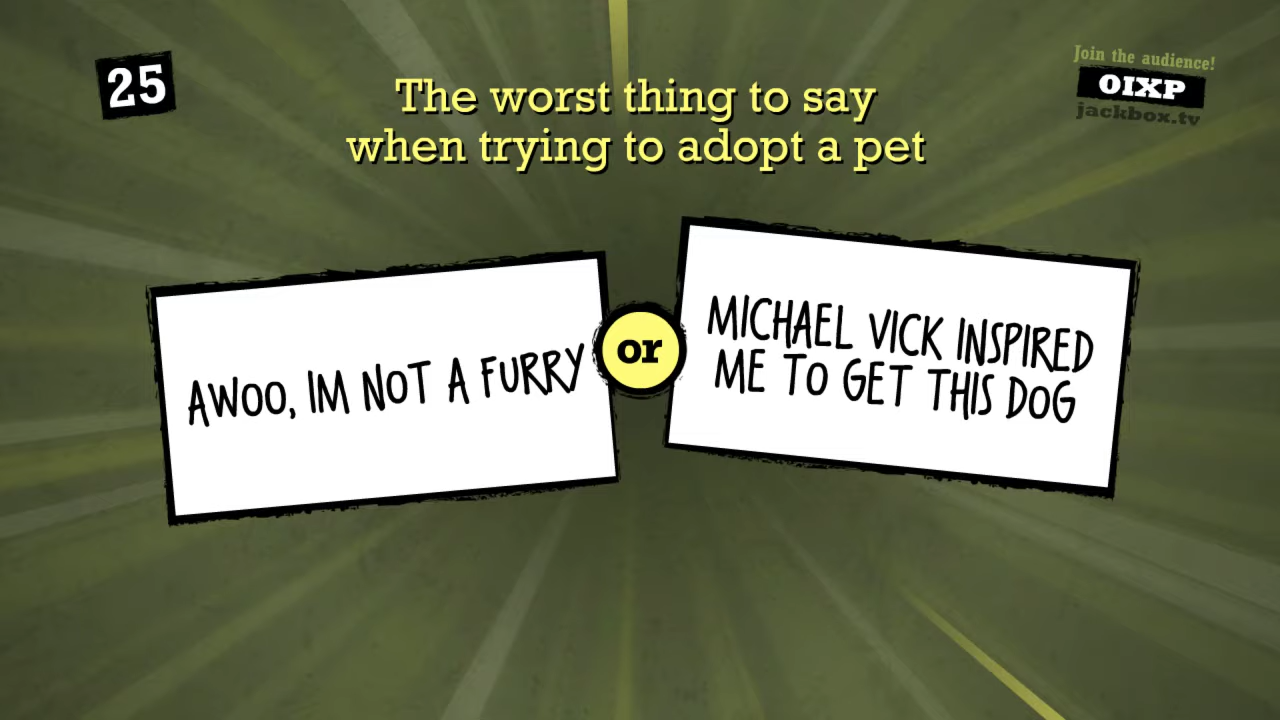 25
The worst thing to say
when trying to adopt a pet
Join the audience!
OIXP
jackbox.tv
AWOO, IM NOT A FURRY
or
MICHAEL VICK INSPIRED
ME TO GET THIS DOG